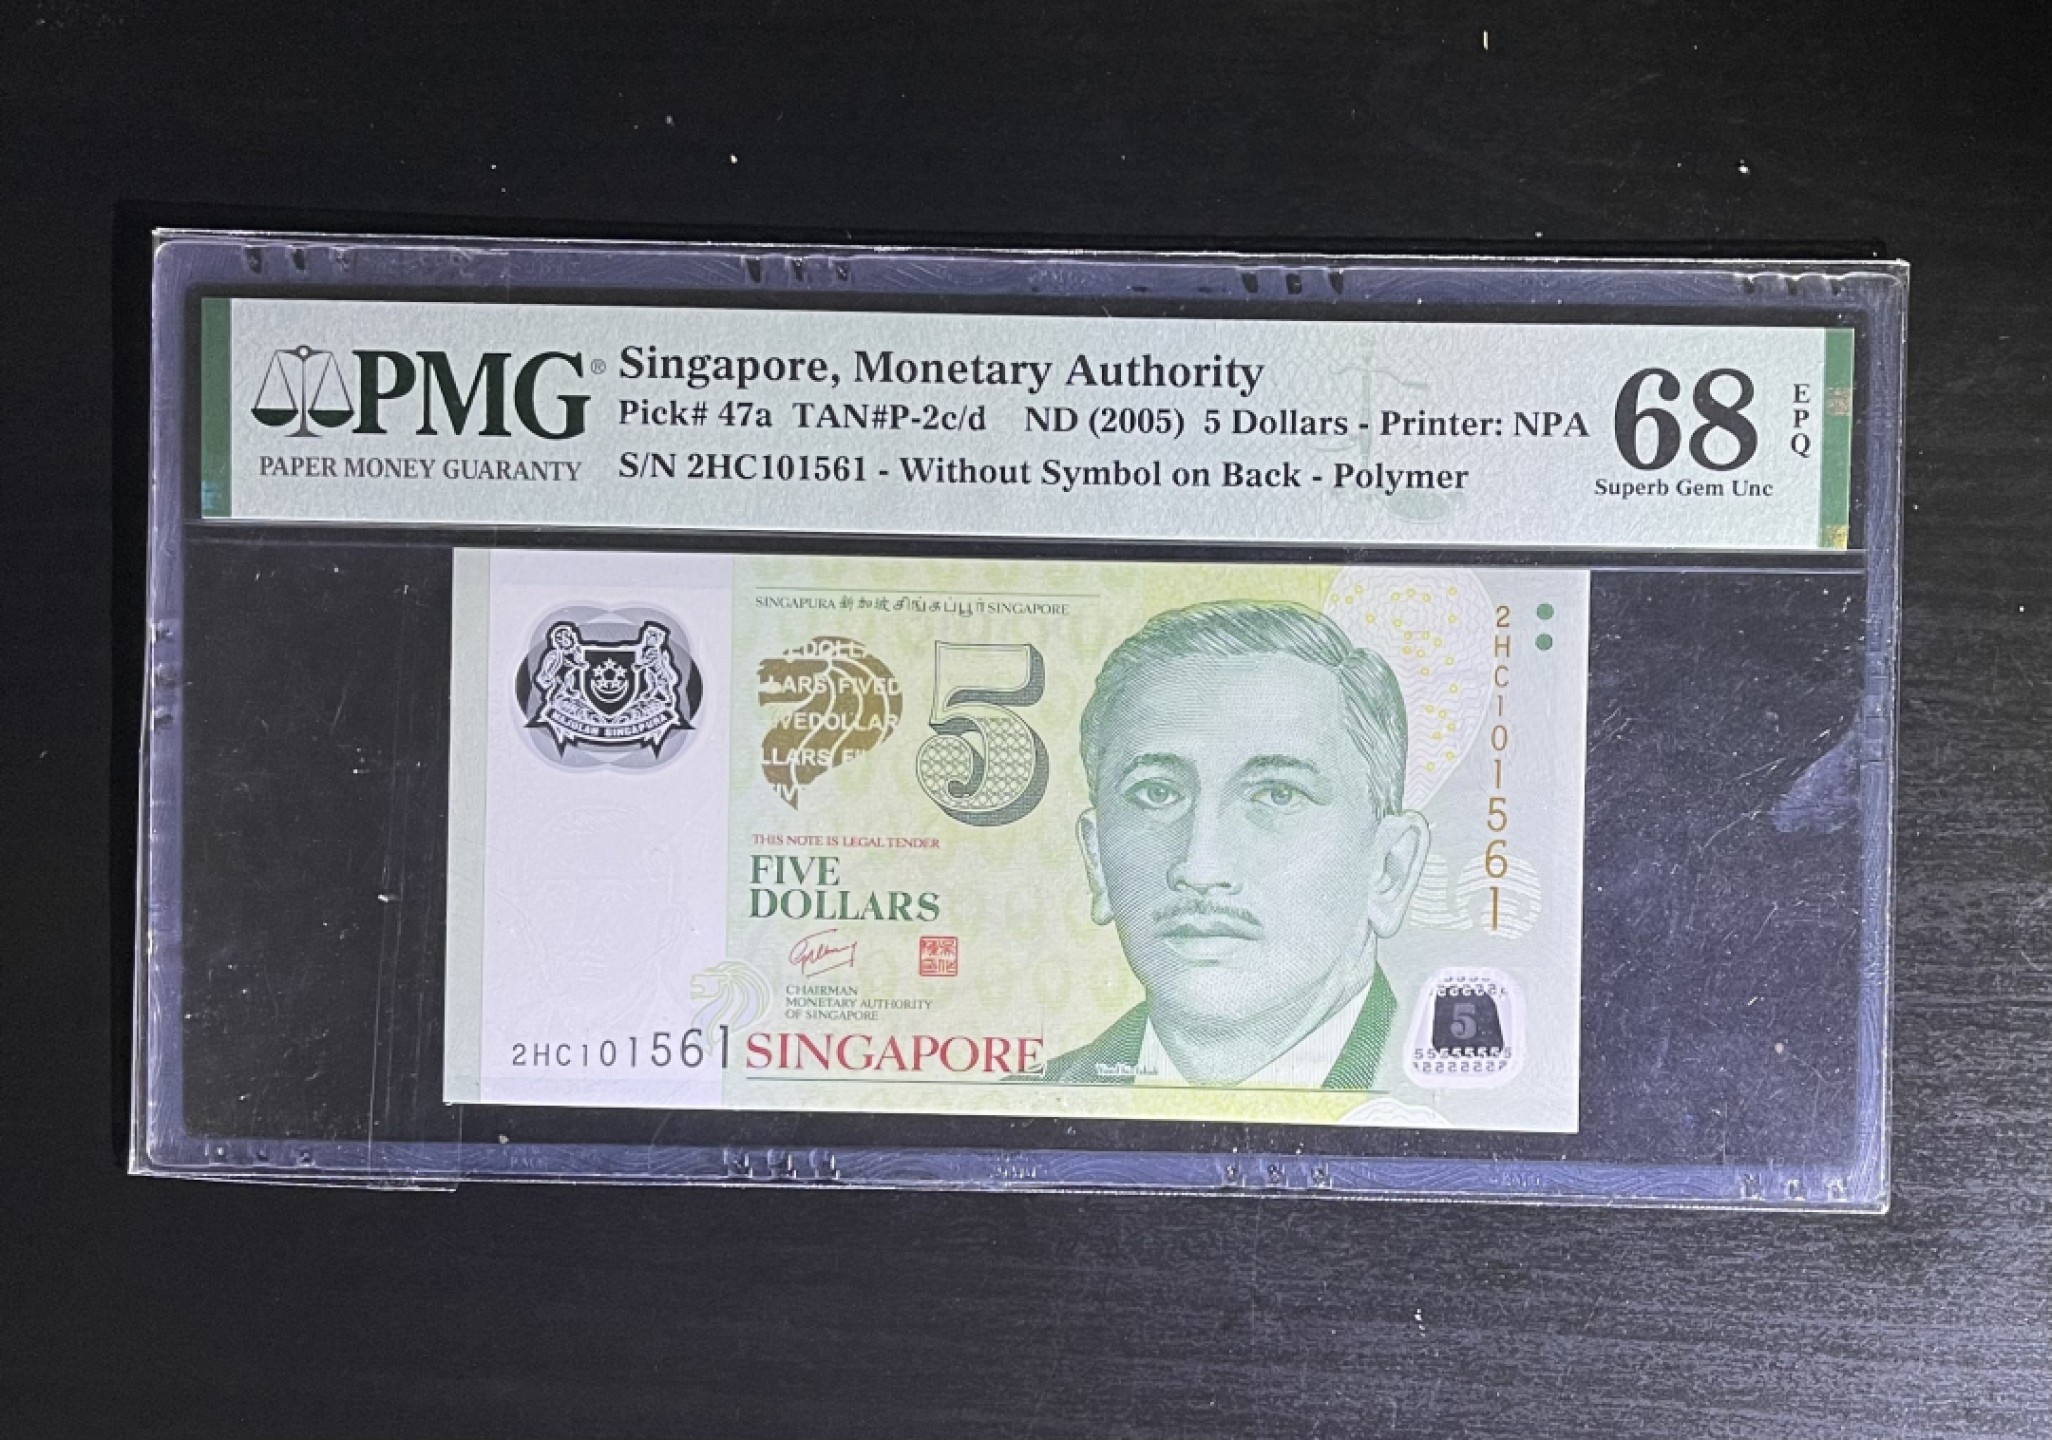 PMG®
PAPER MONEY GUARANTY
Singapore, Monetary Authority
Pick# 47a TAN#P-2c/d ND (2005) 5 Dollars - Printer: NPA
S/N 2HC101561 - Without Symbol on Back - Polymer
68
EPQ
Superb Gem Unc
SINGAPURA 新加坡 சிங்கப்பூர் SINGAPORE
MAJULAH SINGAPURA
5
2HC101561
THIS NOTE IS LEGAL TENDER
FIVE
DOLLARS
CHAIRMAN
MONETARY AUTHORITY
OF SINGAPORE
2HC101561
SINGAPORE
5